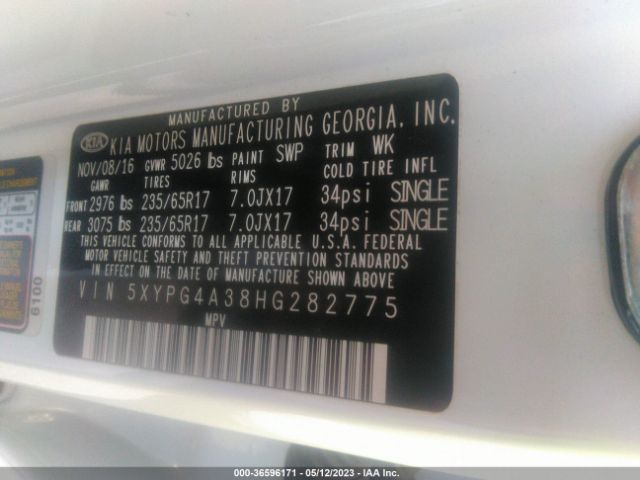 MANUFACTURED BY
KIA KIA MOTORS MANUFACTURING GEORGIA, INC.
NOV/08/16 GVWR 5026 lbs PAINT SWP TRIM WK
GAWR TIRES RIMS COLD TIRE INFL
FRONT 2976 lbs 235/65R17 7.0JX17 34psi SINGLE
REAR 3075 lbs 235/65R17 7.0JX17 34psi SINGLE
THIS VEHICLE CONFORMS TO ALL APPLICABLE U.S.A. FEDERAL
MOTOR VEHICLE SAFETY AND THEFT PREVENTION STANDARDS
IN EFFECT ON THE DATE OF MANUFACTURE SHOWN ABOVE.
VIN 5XYPG4A38HG282775
MPV
6100
000-36596171 - 05/12/2023 - IAA Inc.